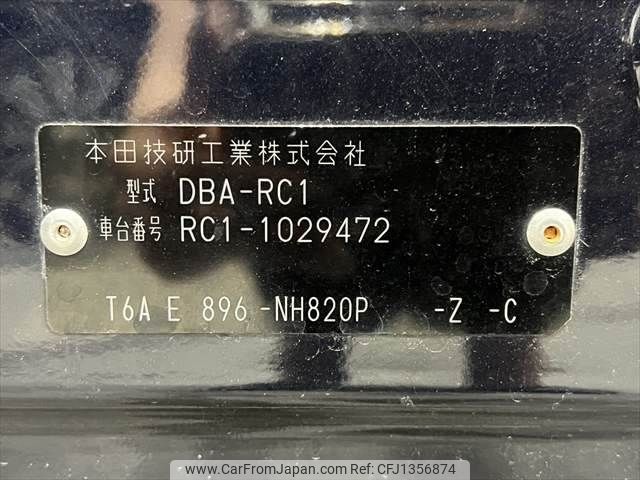 本田技研工業株式会社
型式 DBA-RC1
車台番号 RC1-1029472
T6A E 896 -NH820P -Z -C
www.CarFromJapan.com CFJ1356874